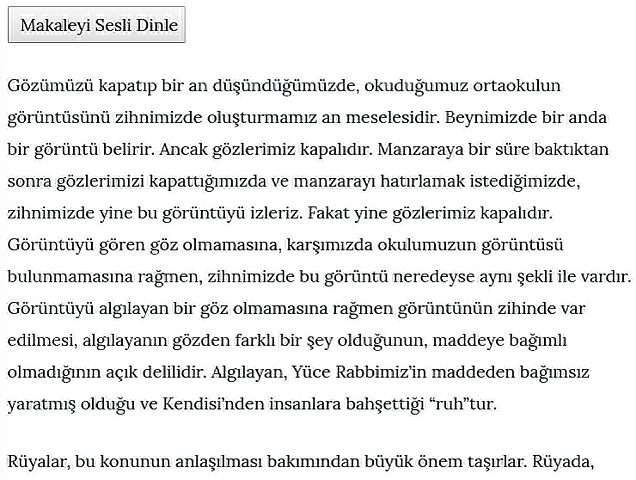 Makaleyi Sesli Dinle
Gözümüzü kapatıp bir an düşündüğümüzde, okuduğumuz ortaokulun
görüntüsünü zihnimizde oluşturmamız an meselesidir. Beynimizde bir anda
bir görüntü belirir. Ancak gözlerimiz kapalıdır. Manzaraya bir süre baktıktan
sonra gözlerimizi kapattığımızda ve manzarayı hatırlamak istediğimizde,
zihnimizde yine bu görüntüyü izleriz. Fakat yine gözlerimiz kapalıdır.
Görüntüyü gören göz olmamasına, karşımızda okulumuzun görüntüsü
bulunmamasına rağmen, zihnimizde bu görüntü neredeyse aynı şekli ile vardır.
Görüntüyü algılayan bir göz olmamasına rağmen görüntünün zihinde var
edilmesi, algılayanın gözden farklı bir şey olduğunun, maddeye bağımlı
olmadığının açık delilidir. Algılayan, Yüce Rabbimiz’in maddeden bağımsız
yaratmış olduğu ve Kendisi’nden insanlara bahşettiği “ruh”tur.
Rüyalar, bu konunun anlaşılması bakımından büyük önem taşırlar. Rüyada,